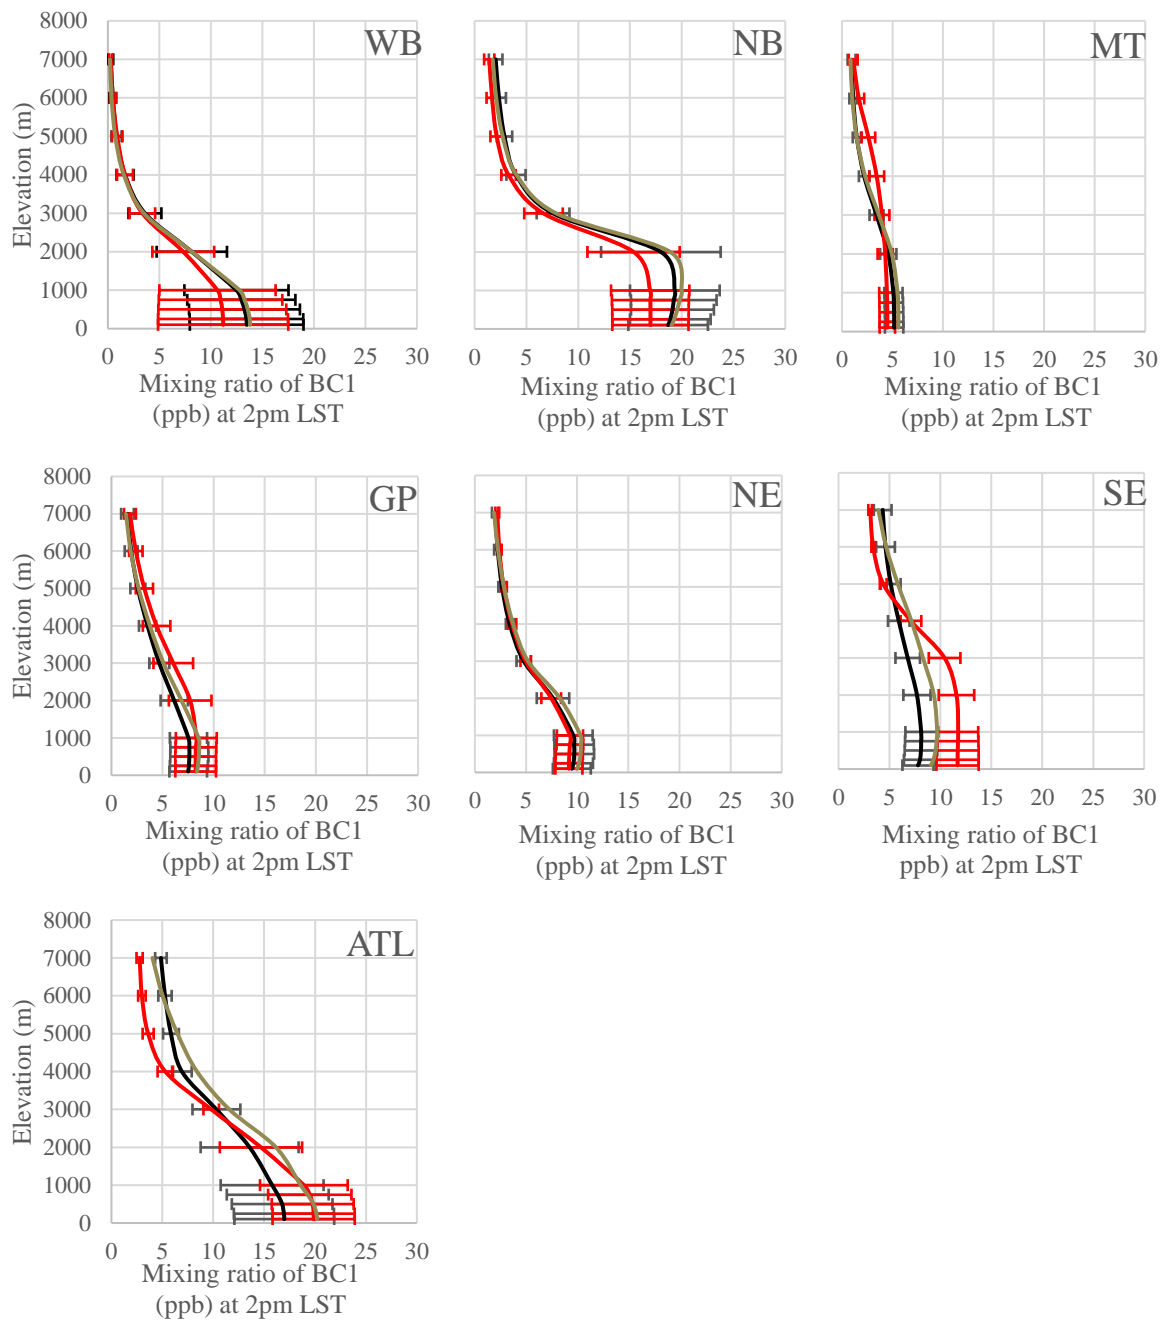 WB
8000
7000
6000
5000
4000
3000
2000
1000
0
Elevation (m)
0 5 10 15 20 25 30
Mixing ratio of BC1
(ppb) at 2pm LST
NB
0 5 10 15 20 25 30
Mixing ratio of BC1
(ppb) at 2pm LST
MT
0 5 10 15 20 25 30
Mixing ratio of BC1
(ppb) at 2pm LST
GP
8000
7000
6000
5000
4000
3000
2000
1000
0
Elevation (m)
0 5 10 15 20 25 30
Mixing ratio of BC1
(ppb) at 2pm LST
NE
0 5 10 15 20 25 30
Mixing ratio of BC1
(ppb) at 2pm LST
SE
0 5 10 15 20 25 30
Mixing ratio of BC1
ppb) at 2pm LST
ATL
8000
7000
6000
5000
4000
3000
2000
1000
0
Elevation (m)
0 5 10 15 20 25 30
Mixing ratio of BC1
(ppb) at 2pm LST